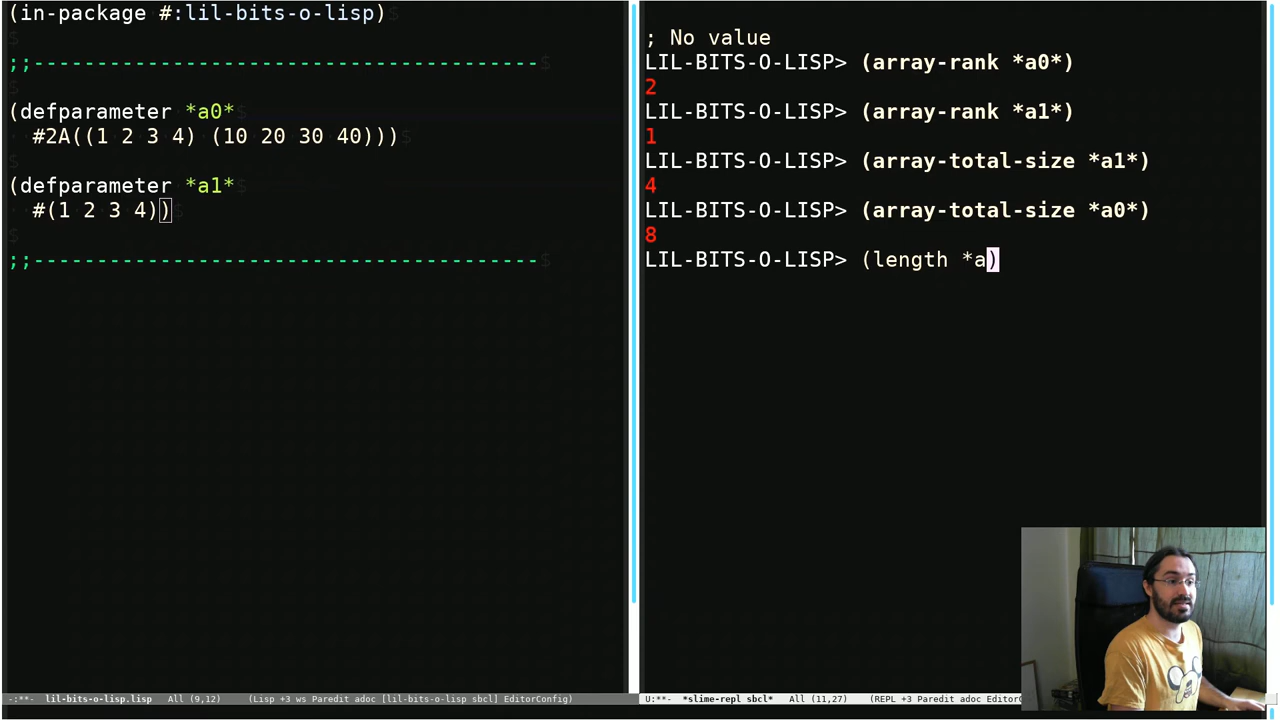 (in-package #:lil-bits-o-lisp)
;;----------------------------------------
(defparameter *a0*
#2A((1 2 3 4) (10 20 30 40)))
(defparameter *a1*
#(1 2 3 4))
;;----------------------------------------
-:**- lil-bits-o-lisp.lisp All (9,12) (Lisp +3 ws Paredit adoc [lil-bits-o-lisp sbcl] EditorConfig)
; No value
LIL-BITS-O-LISP> (array-rank *a0*)
2
LIL-BITS-O-LISP> (array-rank *a1*)
1
LIL-BITS-O-LISP> (array-total-size *a1*)
4
LIL-BITS-O-LISP> (array-total-size *a0*)
8
LIL-BITS-O-LISP> (length *a)
U:**- *slime-repl sbcl* All (11,27) (REPL +3 Paredit adoc EditorC